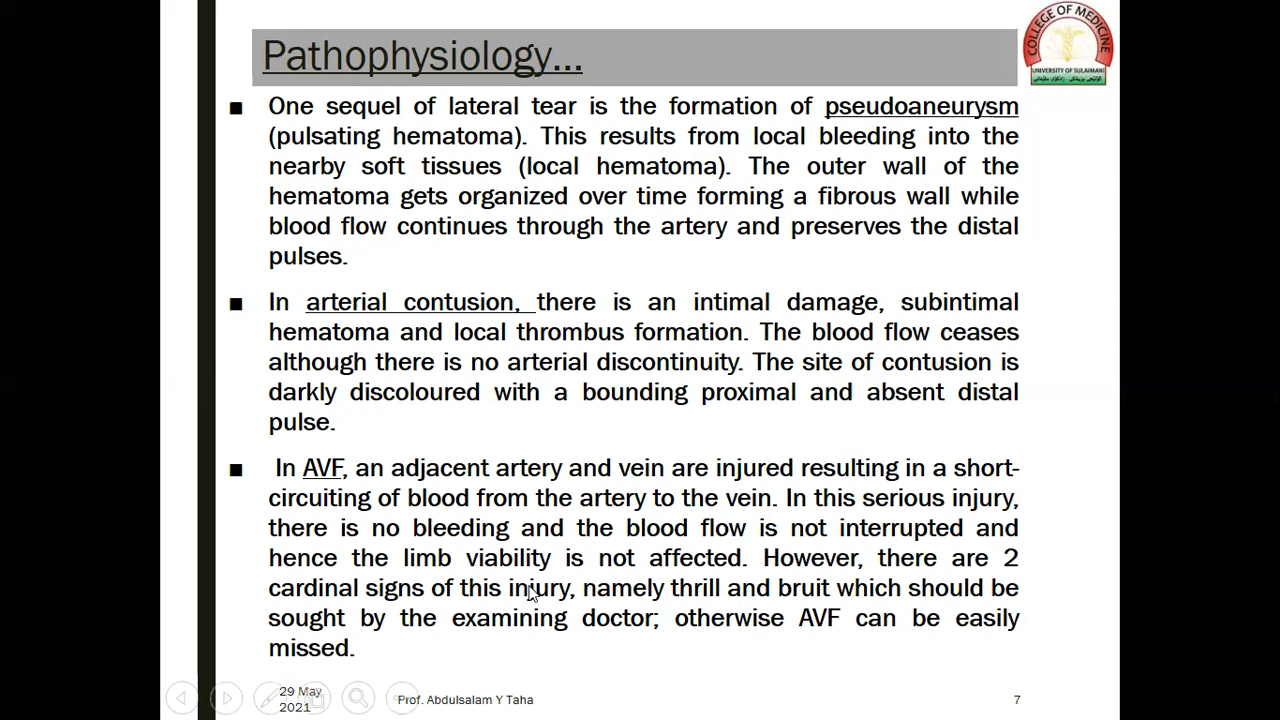 Pathophysiology...
COLLEGE OF MEDICINE
UNIVERSITY OF SULAIMANI
■ One sequel of lateral tear is the formation of pseudoaneurysm
(pulsating hematoma). This results from local bleeding into the
nearby soft tissues (local hematoma). The outer wall of the
hematoma gets organized over time forming a fibrous wall while
blood flow continues through the artery and preserves the distal
pulses.
■ In arterial contusion, there is an intimal damage, subintimal
hematoma and local thrombus formation. The blood flow ceases
although there is no arterial discontinuity. The site of contusion is
darkly discoloured with a bounding proximal and absent distal
pulse.
■ In AVF, an adjacent artery and vein are injured resulting in a short-
circuiting of blood from the artery to the vein. In this serious injury,
there is no bleeding and the blood flow is not interrupted and
hence the limb viability is not affected. However, there are 2
cardinal signs of this injury, namely thrill and bruit which should be
sought by the examining doctor; otherwise AVF can be easily
missed.
29 May
2021
Prof. Abdulsalam Y Taha
7